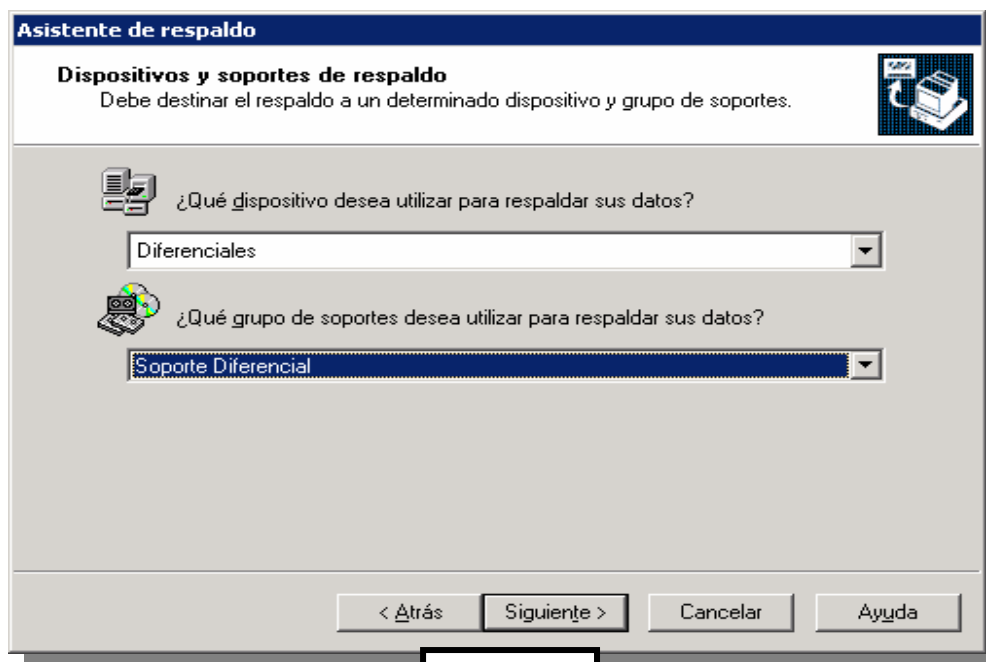 Asistente de respaldo
Dispositivos y soportes de respaldo
Debe destinar el respaldo a un determinado dispositivo y grupo de soportes.
¿Qué dispositivo desea utilizar para respaldar sus datos?
Diferenciales
¿Qué grupo de soportes desea utilizar para respaldar sus datos?
Soporte Diferencial
< Atrás
Siguiente >
Cancelar
Ayuda